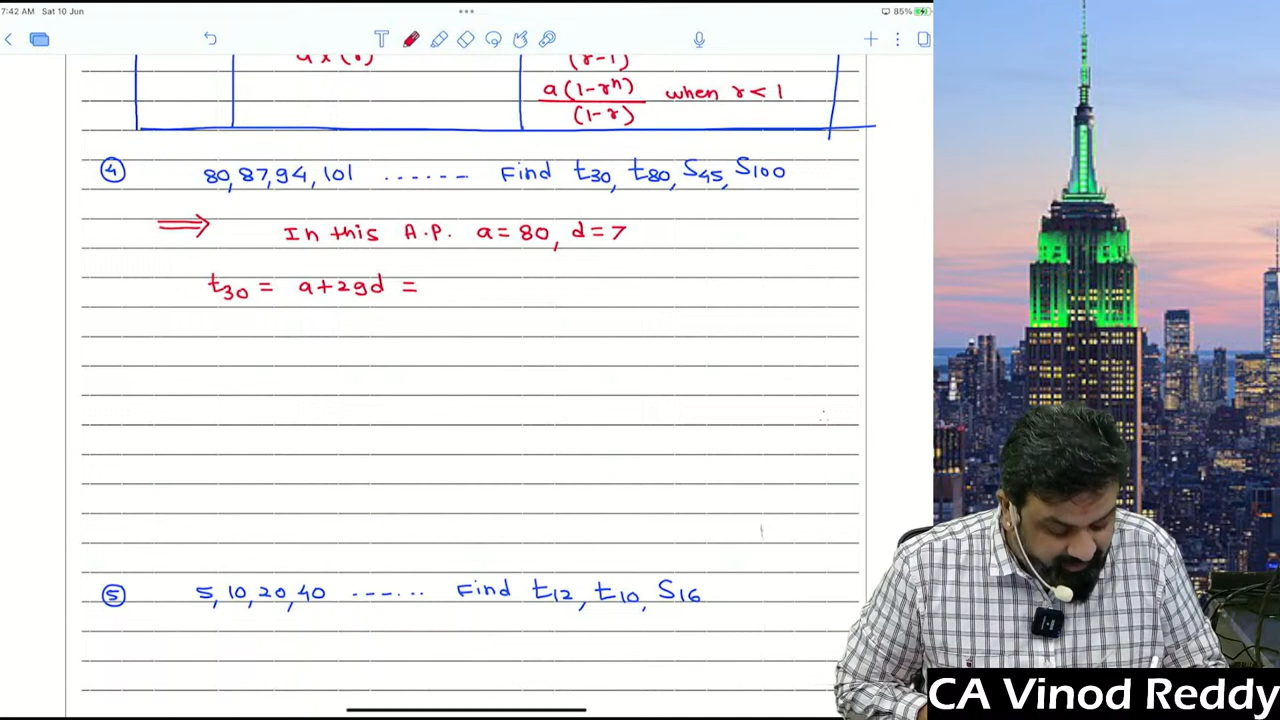 7:42 AM Sat 10 Jun
85%
T
(r-1)
a(1-rⁿ) when r < 1
(1-r)
④ 80, 87, 94, 101 ...... Find t₃₀, t₈₀, S₄₅, S₁₀₀
⇒ In this A.P. a = 80, d = 7
t₃₀ = a+29d =
⑤ 5, 10, 20, 40 ...... Find t₁₂, t₁₀, S₁₆
CA Vinod Reddy